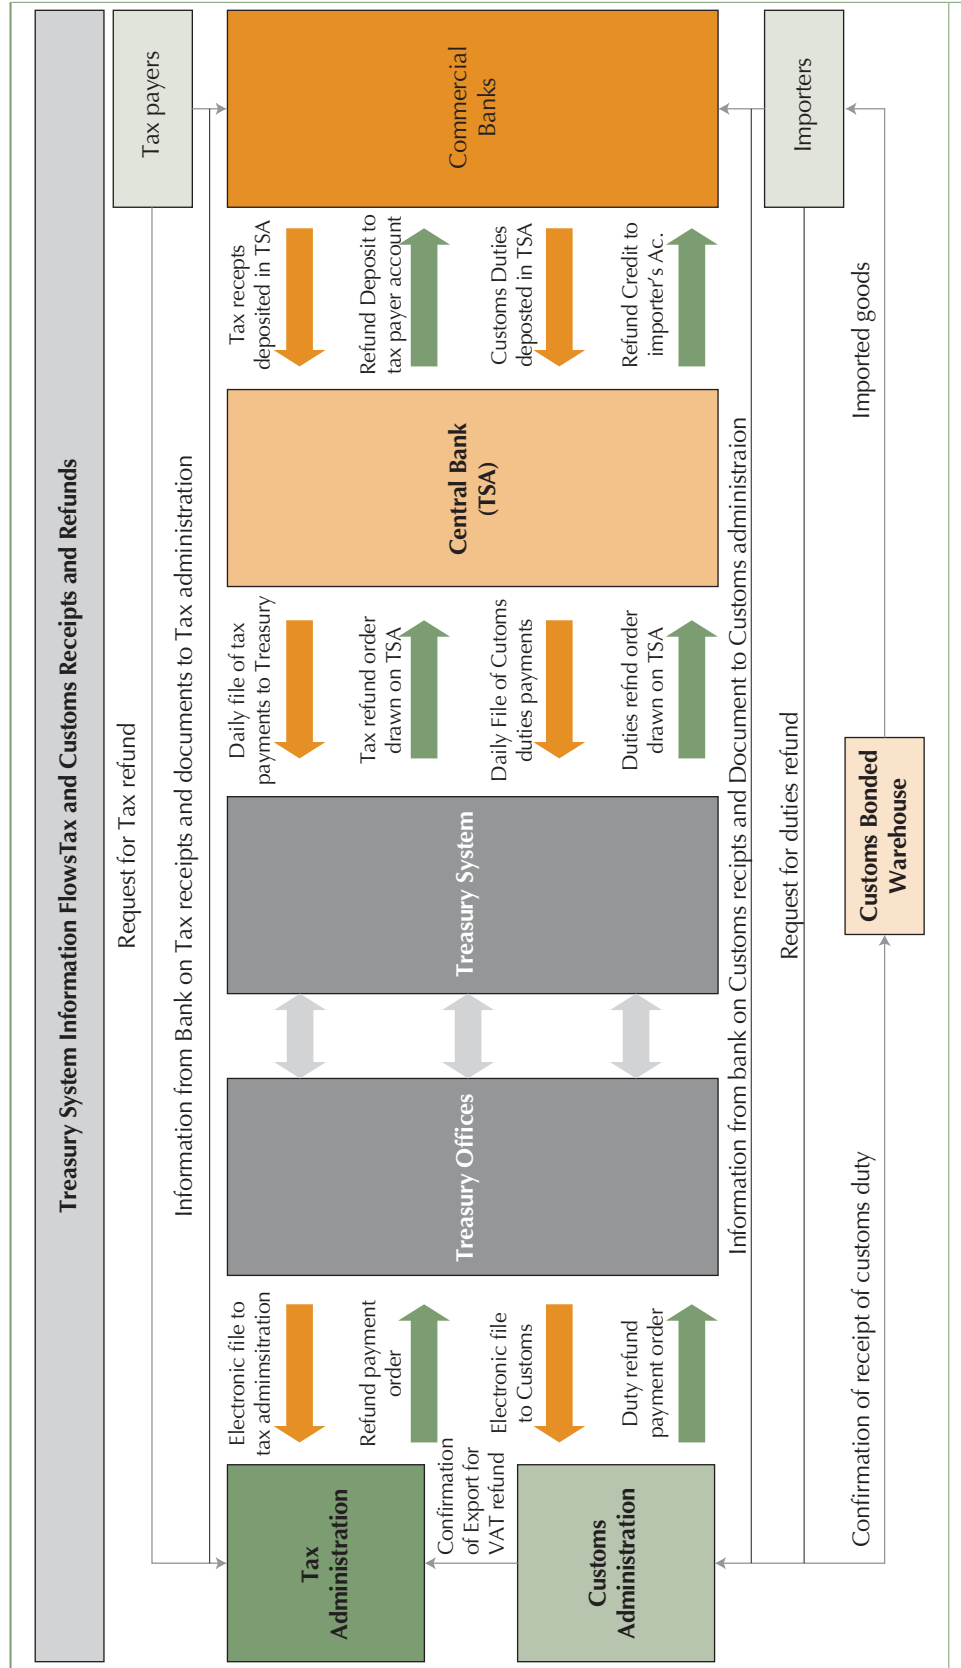 Treasury System Information FlowsTax and Customs Receipts and Refunds
Request for Tax refund
Tax payers
Information from Bank on Tax receipts and documents to Tax administration
Tax
Administration
Electronic file to
tax admimsitration
Refund payment
order
Confirmation
of Export for
VAT refund
Customs
Administration
Electronic file
to Customs
Duty refund
payment order
Treasury Offices
Treasury System
Daily file of tax
payments to Treasury
Tax refund order
drawn on TSA
Daily File of Cutoms
duties payments
Duties refnd order
drawn on TSA
Central Bank
(TSA)
Tax recepts
deposited in TSA
Refund Deposit to
tax payer account
Customs Duties
deposted in TSA
Refund Credit to
importer's Ac.
Commercial
Banks
Information from bank on Customs recipts and Document to Customs administraion
Request for duties refund
Importers
Confirmation of receipt of customs duty
Customs Bonded
Warehouse
Imported goods